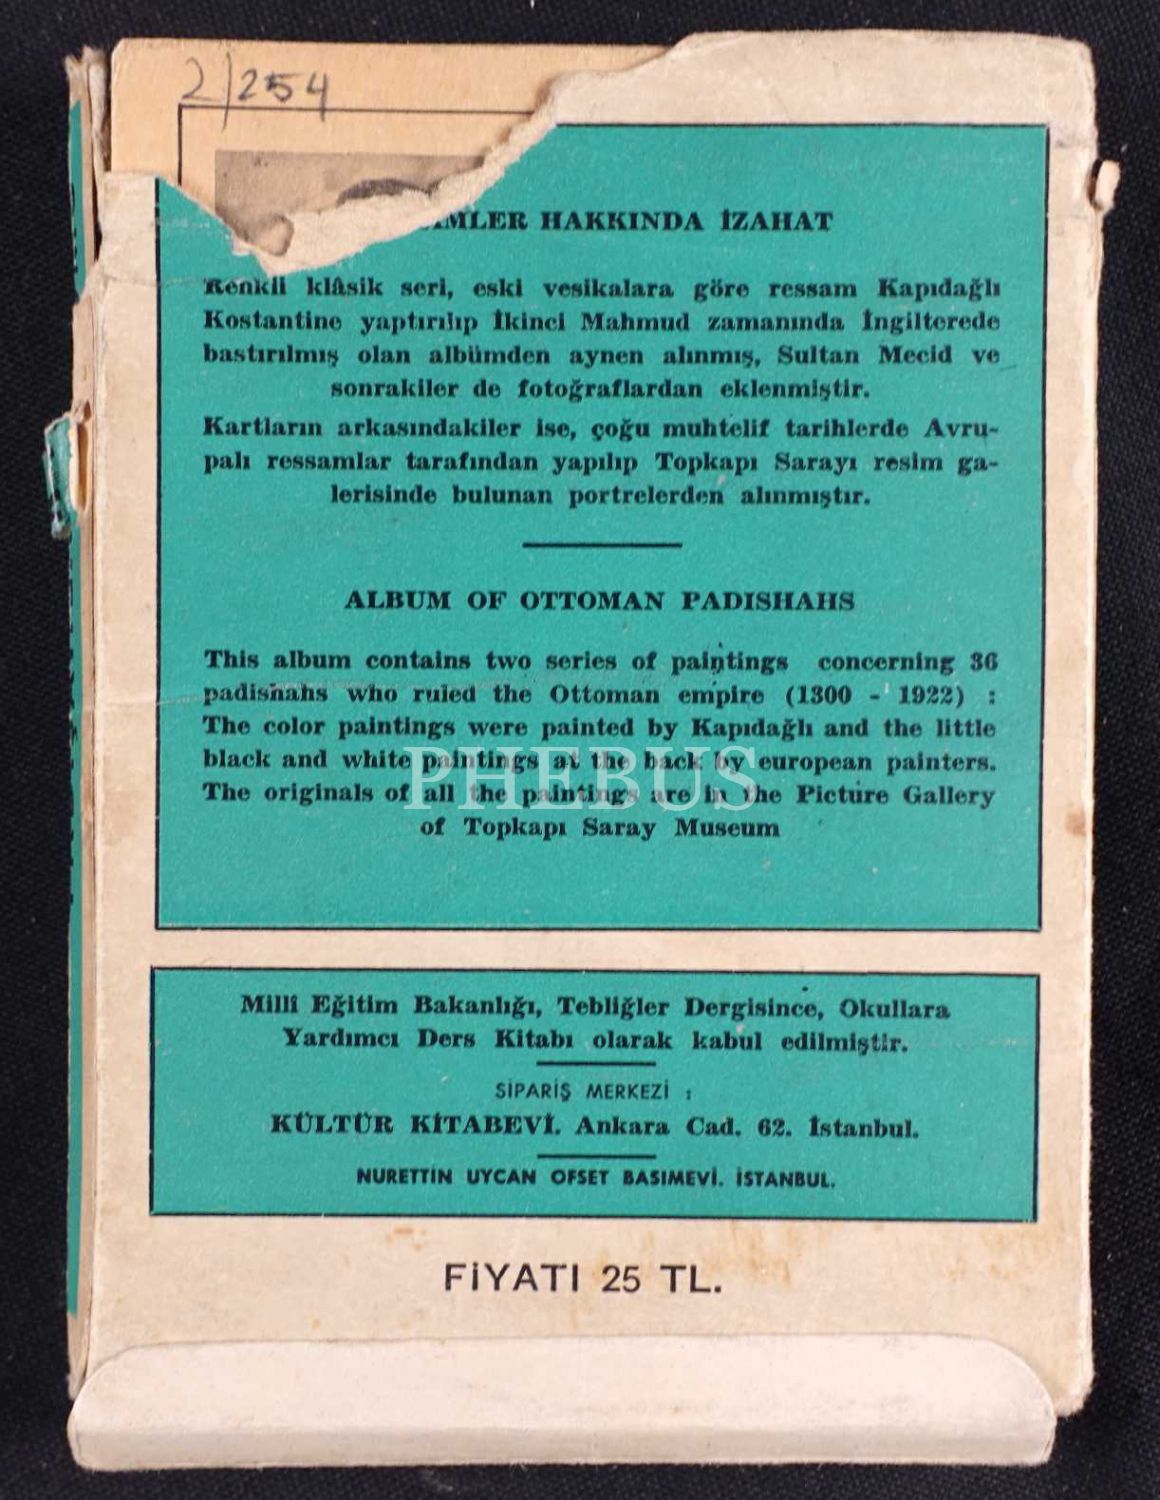 2/254
HAKKINDA İZAHAT
Renkli klâsik seri, eski vesikalara göre ressam Kapıdağlı
Kostantine yaptırılıp İkinci Mahmud zamanında İngilterede
bastırılmış olan albümden aynen alınmış, Sultan Mecid ve
sonrakiler de fotoğraflardan eklenmiştir.
Kartların arkasındakiler ise, çoğu muhtelif tarihlerde Avru-
palı ressamlar tarafından yapılıp Topkapı Sarayı resim ga-
lerisinde bulunan portrelerden alınmıştır.
ALBUM OF OTTOMAN PADISHAHS
This album contains two series of paintings concerning 36
padishahs who ruled the Ottoman empire (1300 - 1922) :
The color paintings were painted by Kapıdağlı and the little
black and white paintings at the back by european painters.
PHEBUS
The originals of all the paintings are in the Picture Gallery
of Topkapı Saray Museum
Millî Eğitim Bakanlığı, Tebliğler Dergisince, Okullara
Yardımcı Ders Kitabı olarak kabul edilmiştir.
SİPARİŞ MERKEZİ :
KÜLTÜR KİTABEVİ. Ankara Cad. 62. İstanbul.
NURETTİN UYCAN OFSET BASIMEVİ. İSTANBUL.
FİYATI 25 TL.